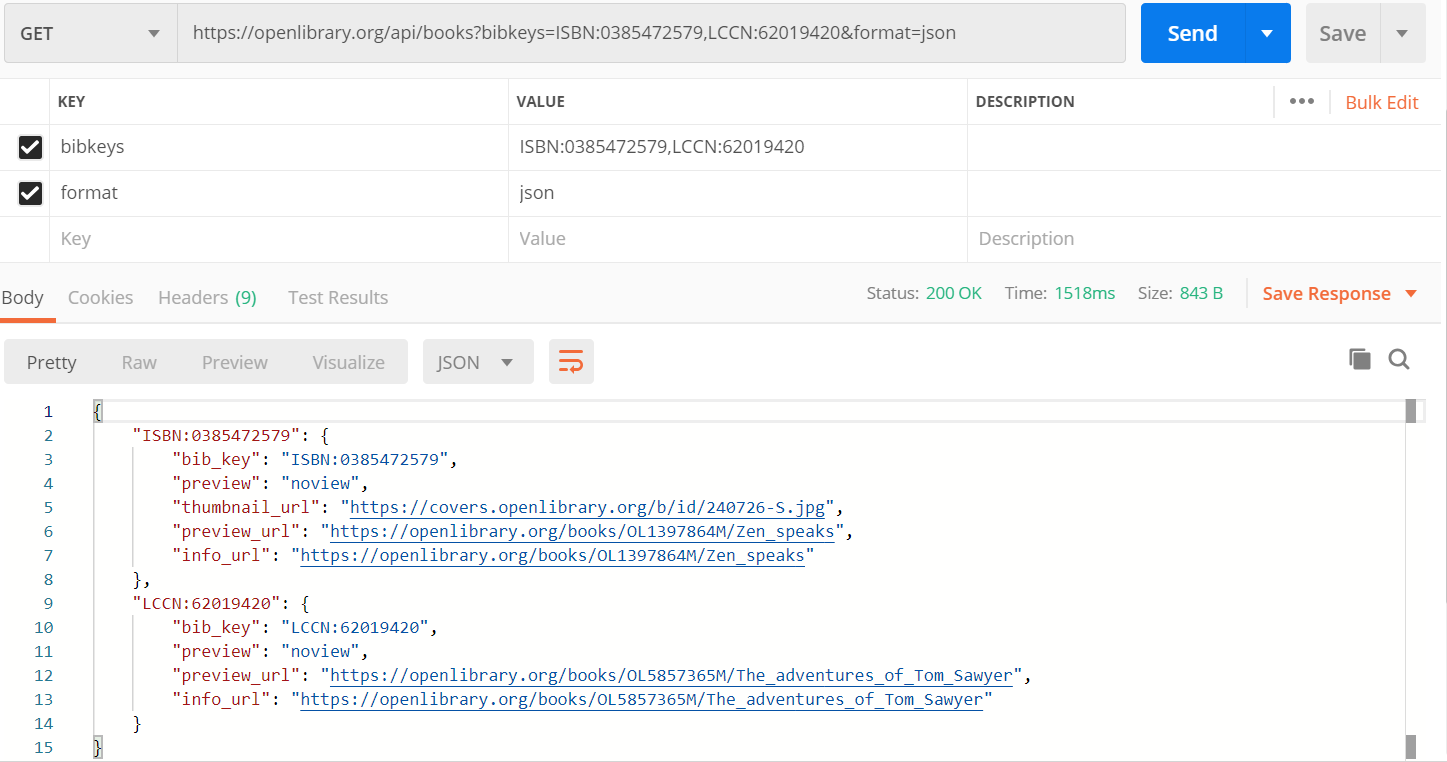 GET https://openlibrary.org/api/books?bibkeys=ISBN:0385472579,LCCN:62019420&format=json Send Save
KEY VALUE DESCRIPTION ••• Bulk Edit
bibkeys ISBN:0385472579,LCCN:62019420
format json
Key Value Description
Body Cookies Headers (9) Test Results Status: 200 OK Time: 1518ms Size: 843 B Save Response
Pretty Raw Preview Visualize JSON
1 {
2 "ISBN:0385472579": {
3 "bib_key": "ISBN:0385472579",
4 "preview": "noview",
5 "thumbnail_url": "https://covers.openlibrary.org/b/id/240726-S.jpg",
6 "preview_url": "https://openlibrary.org/books/OL1397864M/Zen_speaks",
7 "info_url": "https://openlibrary.org/books/OL1397864M/Zen_speaks"
8 },
9 "LCCN:62019420": {
10 "bib_key": "LCCN:62019420",
11 "preview": "noview",
12 "preview_url": "https://openlibrary.org/books/OL5857365M/The_adventures_of_Tom_Sawyer",
13 "info_url": "https://openlibrary.org/books/OL5857365M/The_adventures_of_Tom_Sawyer"
14 }
15 }